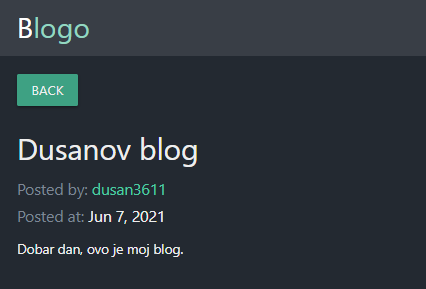 Blogo
BACK
Dusanov blog
Posted by: dusan3611
Posted at: Jun 7, 2021
Dobar dan, ovo je moj blog.